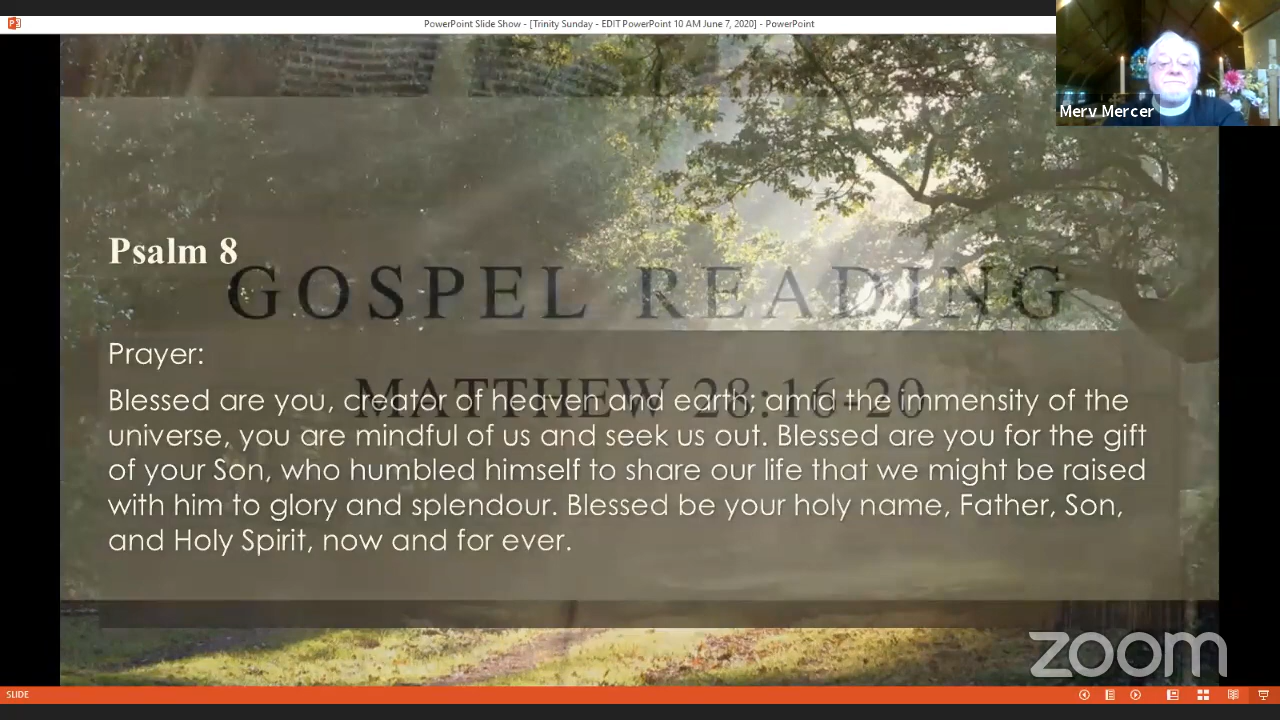 PowerPoint Slide Show - [Trinity Sunday - EDIT PowerPoint 10 AM June 7, 2020] - PowerPoint
Merv Mercer
Psalm 8
GOSPEL READING
Prayer:
MATTHEW 28:16-20
Blessed are you, creator of heaven and earth; amid the immensity of the
universe, you are mindful of us and seek us out. Blessed are you for the gift
of your Son, who humbled himself to share our life that we might be raised
with him to glory and splendour. Blessed be your holy name, Father, Son,
and Holy Spirit, now and for ever.
zoom
SLIDE